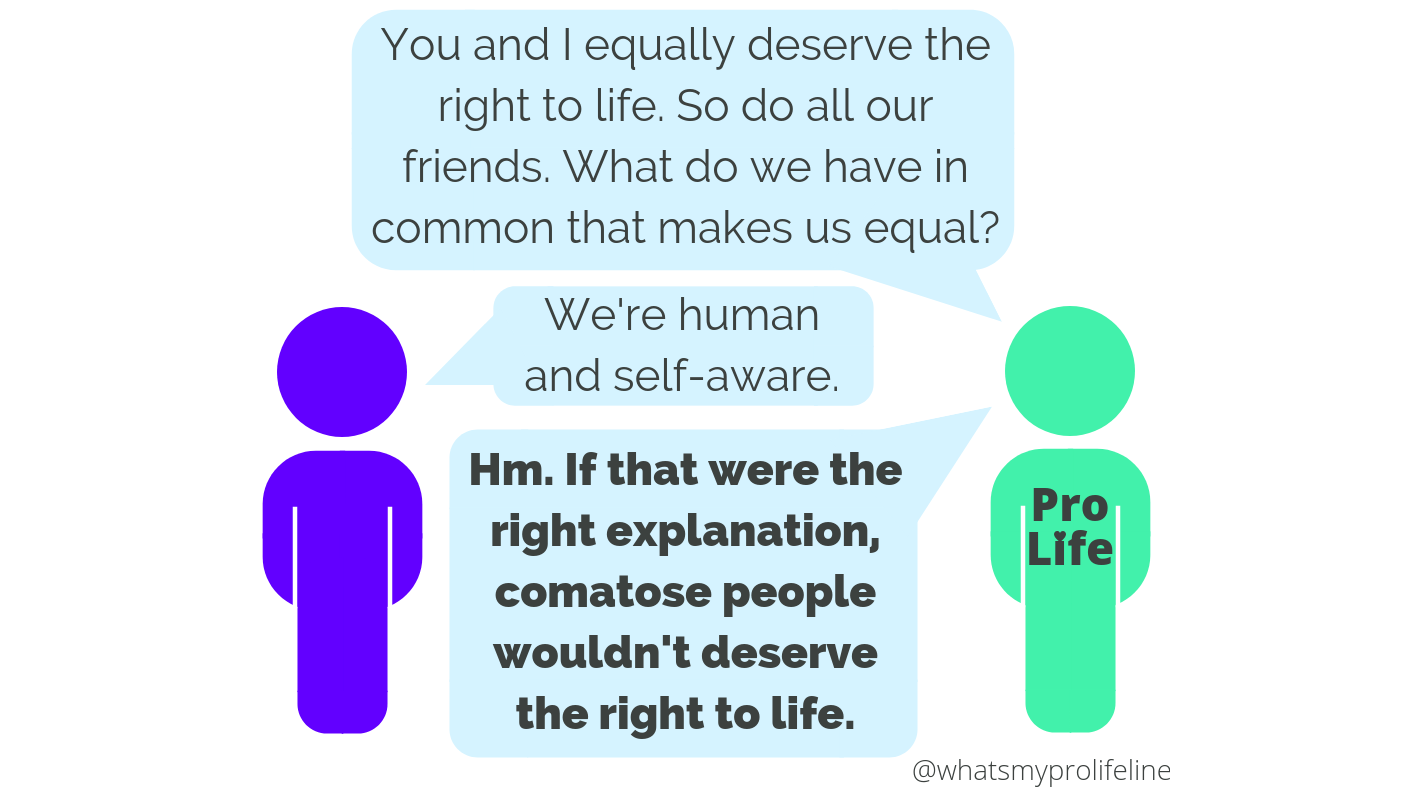 You and I equally deserve the
right to life. So do all our
friends. What do we have in
common that makes us equal?
We're human
and self-aware.
Hm. If that were the
right explanation,
comatose people
wouldn't deserve
the right to life.
Pro
Life
@whatsmyprolifeline